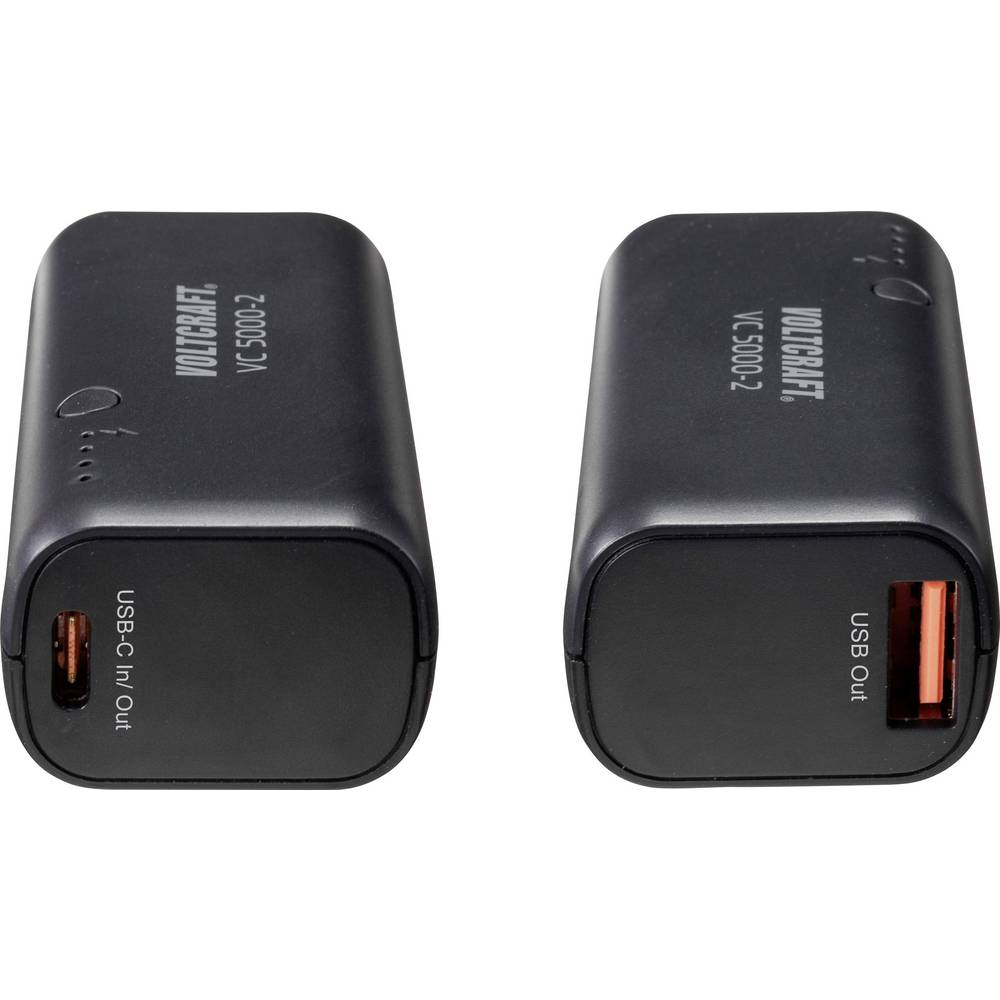 VOLTCRAFT®
VC 5000-2
USB-C In/ Out
VOLTCRAFT®
VC 5000-2
USB Out